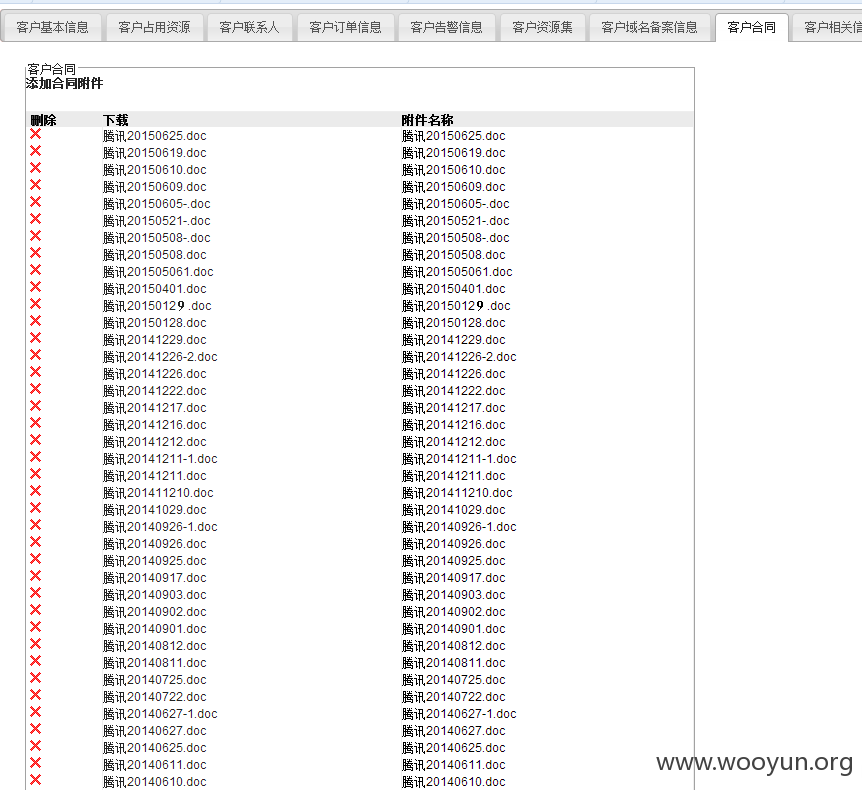 客户基本信息 客户占用资源 客户联系人 客户订单信息 客户告警信息 客户资源集 客户域名备案信息 客户合同 客户相关信
客户合同
添加合同附件
删除 下载 附件名称
腾讯20150625.doc 腾讯20150625.doc
腾讯20150619.doc 腾讯20150619.doc
腾讯20150610.doc 腾讯20150610.doc
腾讯20150609.doc 腾讯20150609.doc
腾讯20150605-.doc 腾讯20150605-.doc
腾讯20150521-.doc 腾讯20150521-.doc
腾讯20150508-.doc 腾讯20150508-.doc
腾讯20150508.doc 腾讯20150508.doc
腾讯201505061.doc 腾讯201505061.doc
腾讯20150401.doc 腾讯20150401.doc
腾讯2015012９.doc 腾讯2015012９.doc
腾讯20150128.doc 腾讯20150128.doc
腾讯20141229.doc 腾讯20141229.doc
腾讯20141226-2.doc 腾讯20141226-2.doc
腾讯20141226.doc 腾讯20141226.doc
腾讯20141222.doc 腾讯20141222.doc
腾讯20141217.doc 腾讯20141217.doc
腾讯20141216.doc 腾讯20141216.doc
腾讯20141212.doc 腾讯20141212.doc
腾讯20141211-1.doc 腾讯20141211-1.doc
腾讯20141211.doc 腾讯20141211.doc
腾讯201411210.doc 腾讯201411210.doc
腾讯20141029.doc 腾讯20141029.doc
腾讯20140926-1.doc 腾讯20140926-1.doc
腾讯20140926.doc 腾讯20140926.doc
腾讯20140925.doc 腾讯20140925.doc
腾讯20140917.doc 腾讯20140917.doc
腾讯20140903.doc 腾讯20140903.doc
腾讯20140902.doc 腾讯20140902.doc
腾讯20140901.doc 腾讯20140901.doc
腾讯20140812.doc 腾讯20140812.doc
腾讯20140811.doc 腾讯20140811.doc
腾讯20140725.doc 腾讯20140725.doc
腾讯20140722.doc 腾讯20140722.doc
腾讯20140627-1.doc 腾讯20140627-1.doc
腾讯20140627.doc 腾讯20140627.doc
腾讯20140625.doc 腾讯20140625.doc
腾讯20140611.doc 腾讯20140611.doc
腾讯20140610.doc 腾讯20140610.doc
www.wooyun.org